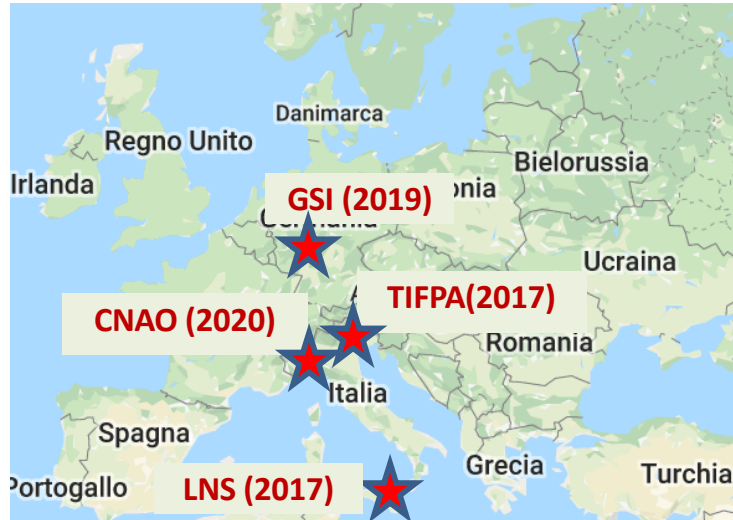 Danimarca
Regno Unito
Bielorussia
Irlanda
GSI (2019)
onia
Ucraina
TIFPA(2017)
CNAO (2020)
Romania
Italia
Spagna
Grecia
Turchia
Portogallo
LNS (2017)